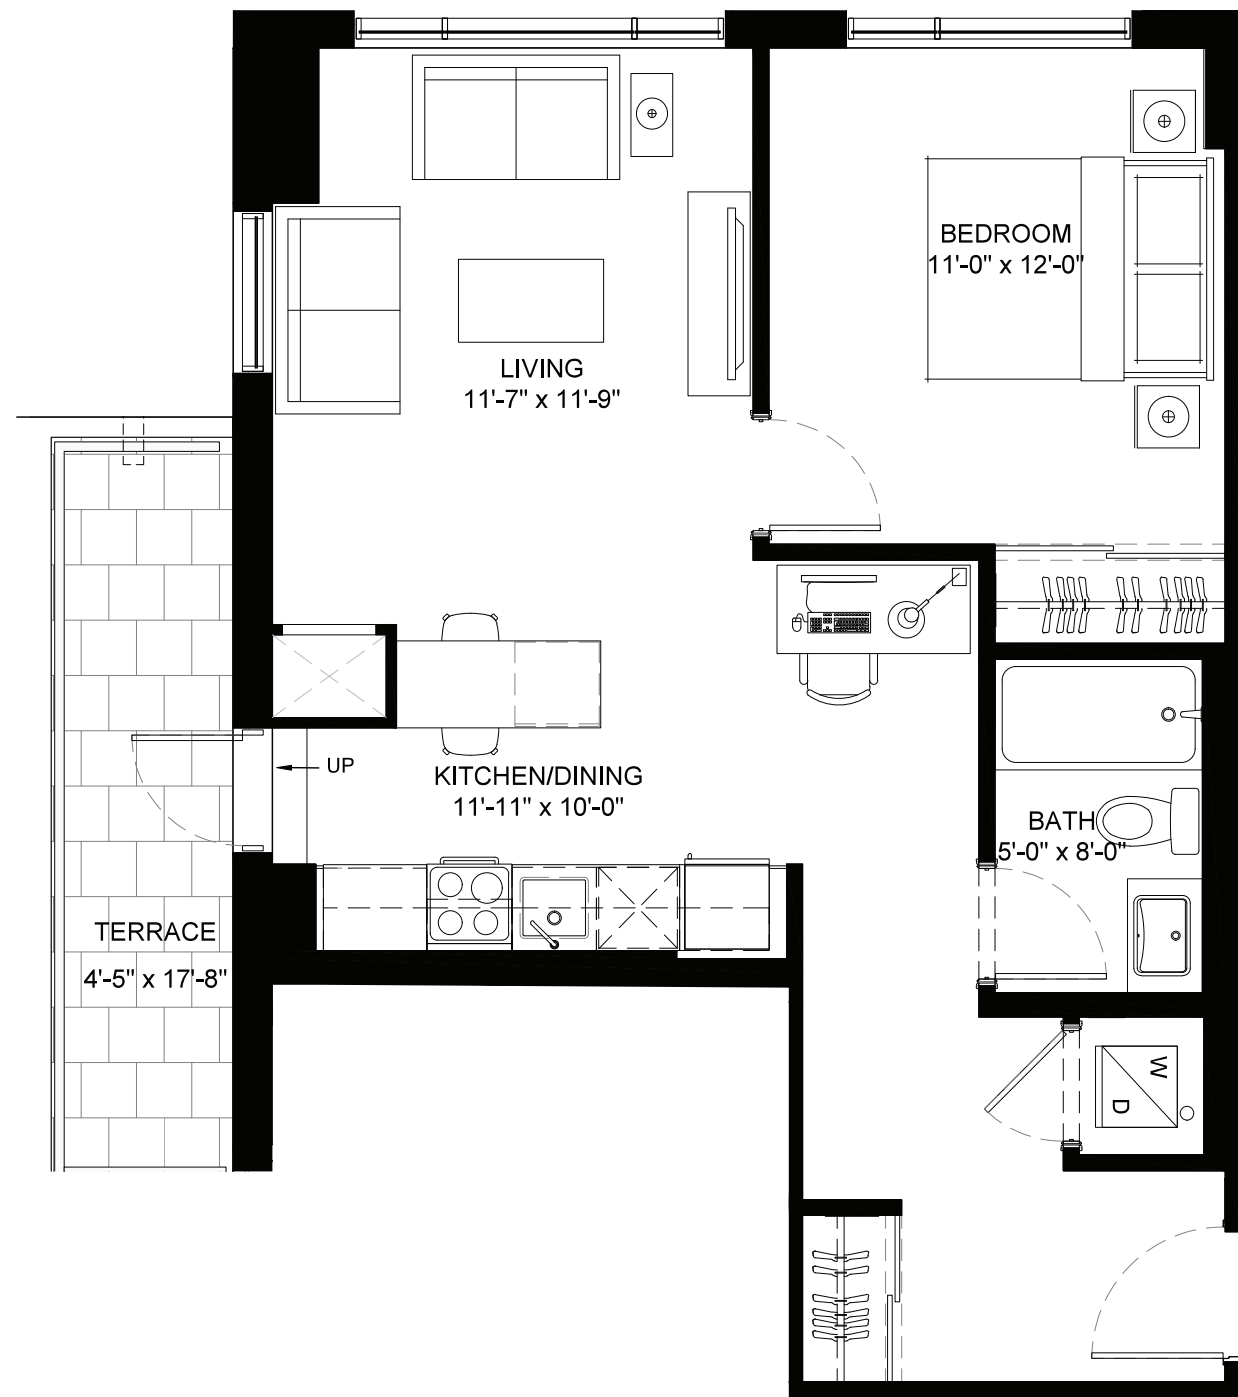 BEDROOM
11'-0" x 12'-0"
LIVING
11'-7" x 11'-9"
UP
KITCHEN/DINING
11'-11" x 10'-0"
BATH
5'-0" x 8'-0"
TERRACE
4'-5" x 17'-8"
W
D